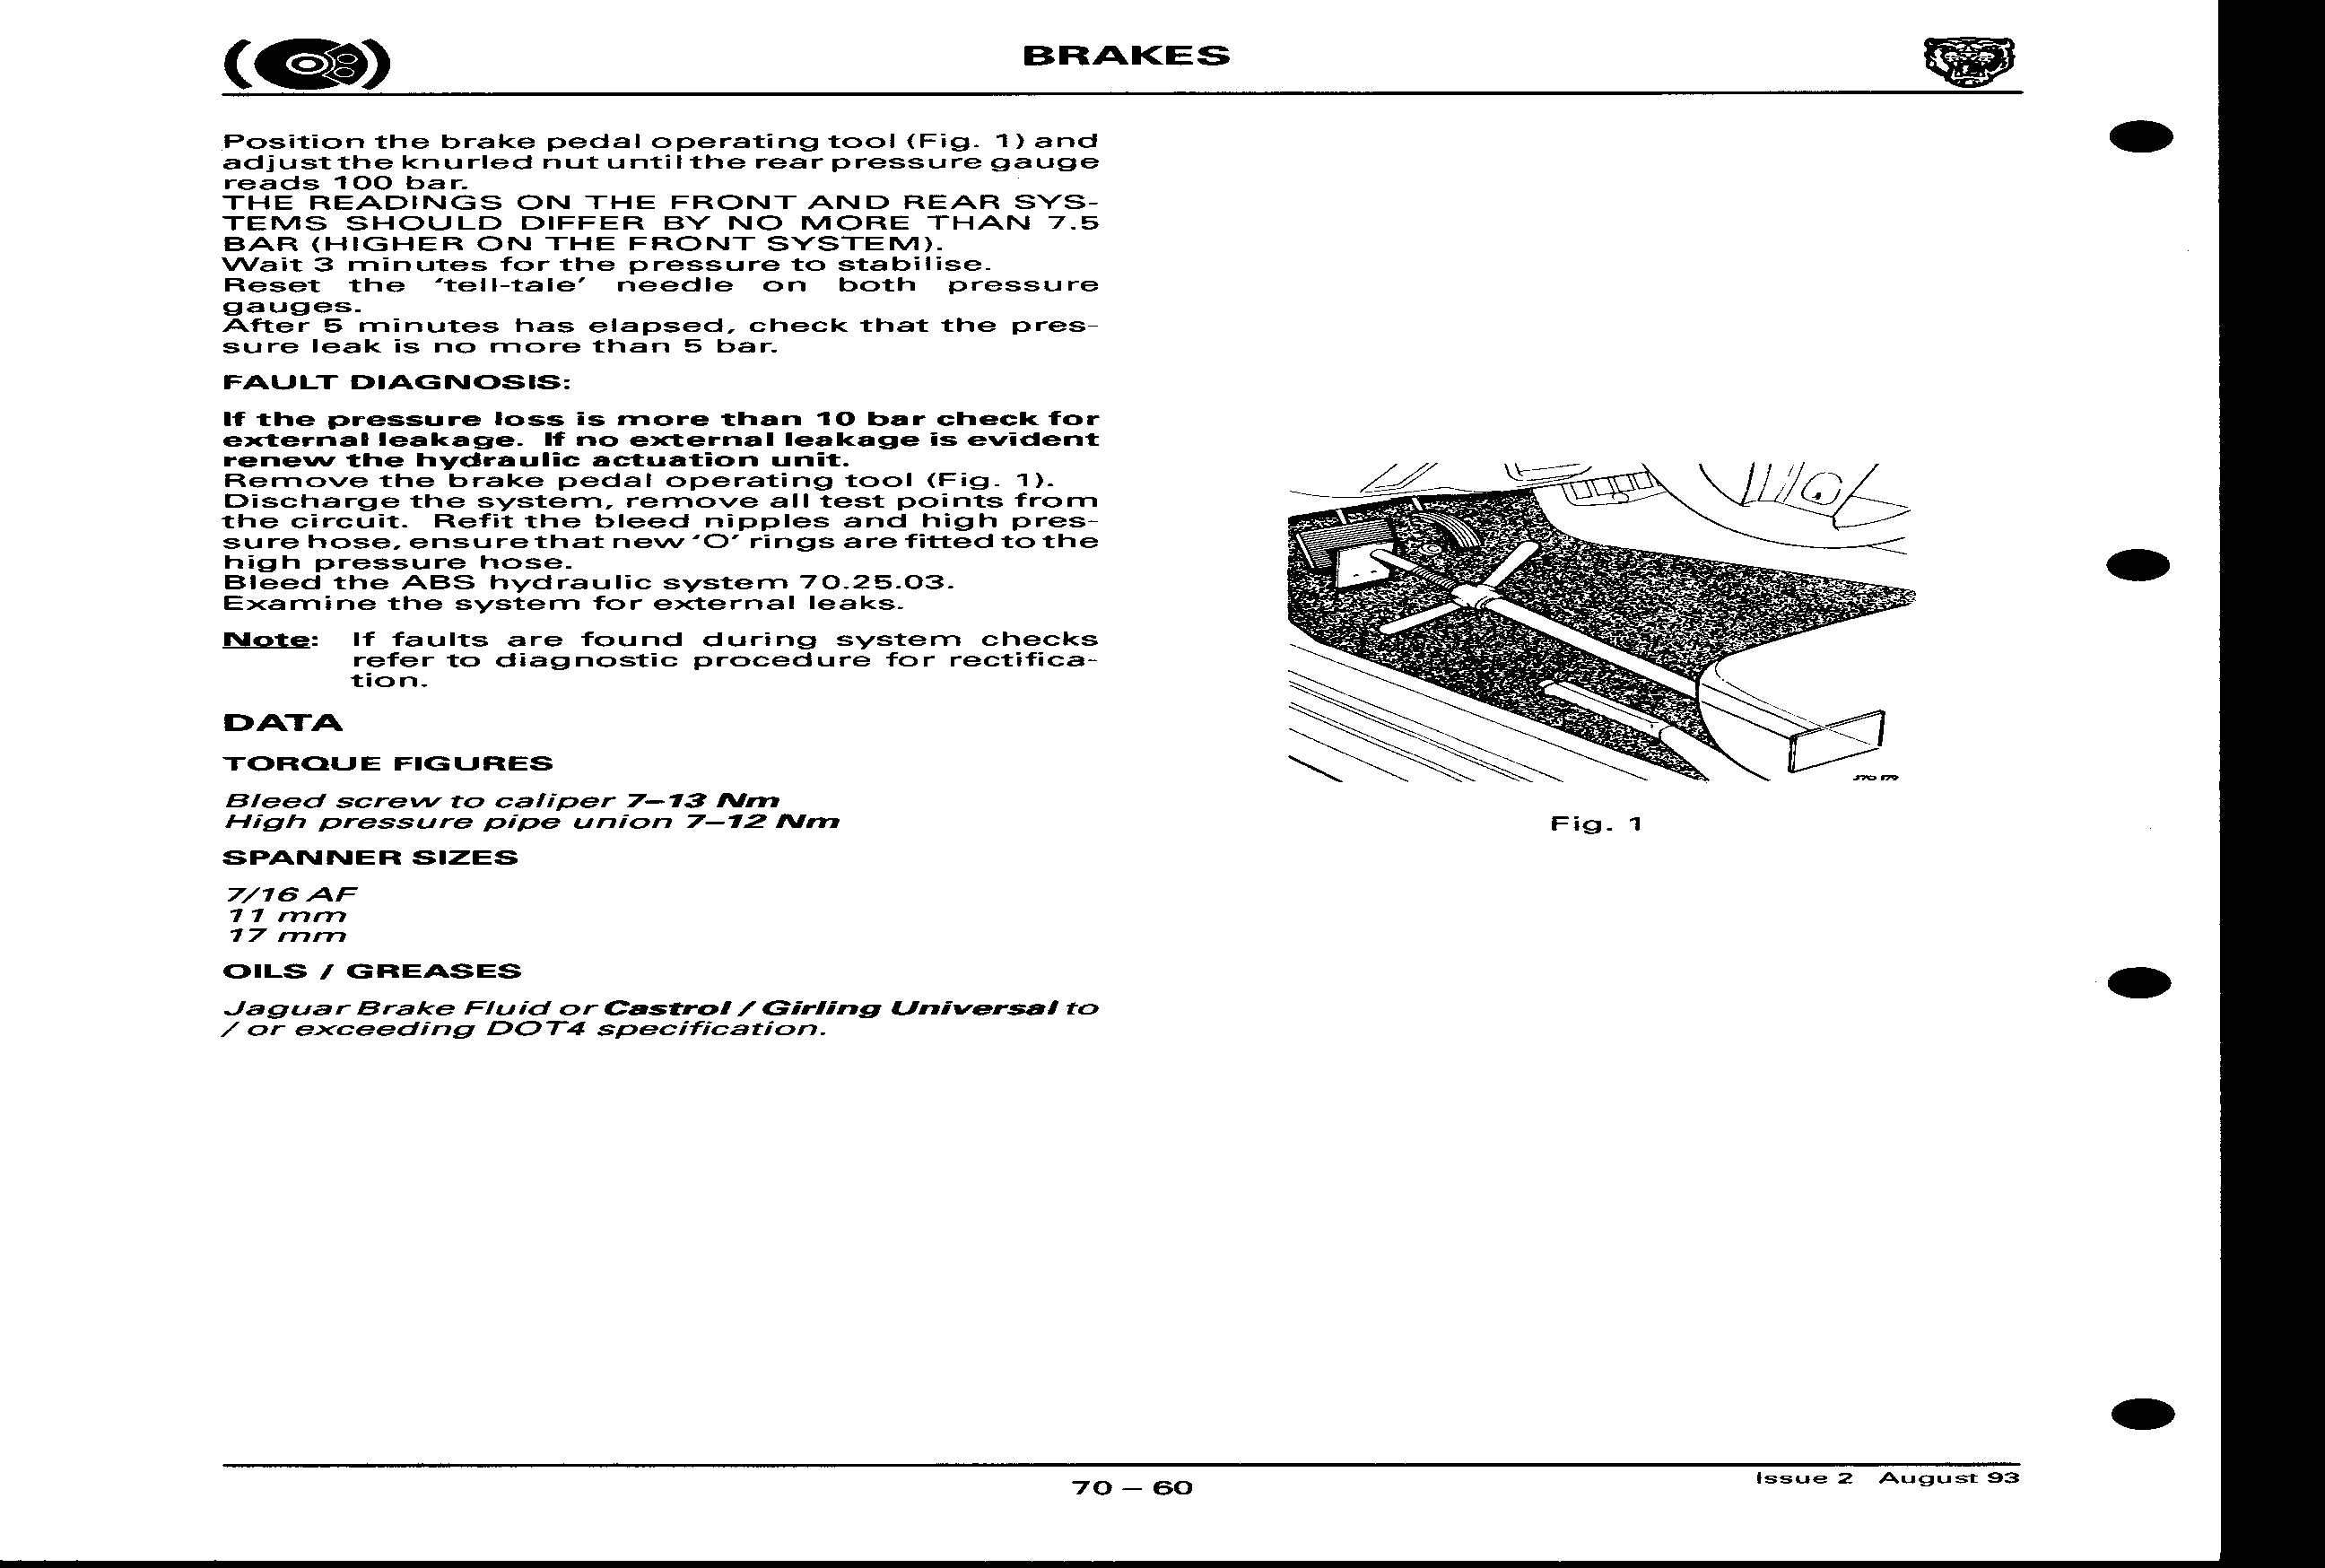 BRAKES
Position the brake pedal operating tool (Fig. 1) and
adjust the knurled nut until the rear pressure gauge
reads 100 bar.
THE READINGS ON THE FRONT AND REAR SYS-
TEMS SHOULD DIFFER BY NO MORE THAN 7.5
BAR (HIGHER ON THE FRONT SYSTEM).
Wait 3 minutes for the pressure to stabilise.
Reset the 'tell-tale' needle on both pressure
gauges.
After 5 minutes has elapsed, check that the pres-
sure leak is no more than 5 bar.
FAULT DIAGNOSIS:
If the pressure loss is more than 10 bar check for
external leakage. If no external leakage is evident
renew the hydraulic actuation unit.
Remove the brake pedal operating tool (Fig. 1).
Discharge the system, remove all test points from
the circuit. Refit the bleed nipples and high pres-
sure hose, ensure that new 'O' rings are fitted to the
high pressure hose.
Bleed the ABS hydraulic system 70.25.03.
Examine the system for external leaks.
Note: If faults are found during system checks
refer to diagnostic procedure for rectifica-
tion.
DATA
TORQUE FIGURES
Bleed screw to caliper 7–13 Nm
High pressure pipe union 7–12 Nm
SPANNER SIZES
7/16 AF
11 mm
17 mm
OILS / GREASES
Jaguar Brake Fluid or Castrol / Girling Universal to
/ or exceeding DOT4 specification.
J70 179
Fig. 1
70 – 60
Issue 2 August 93